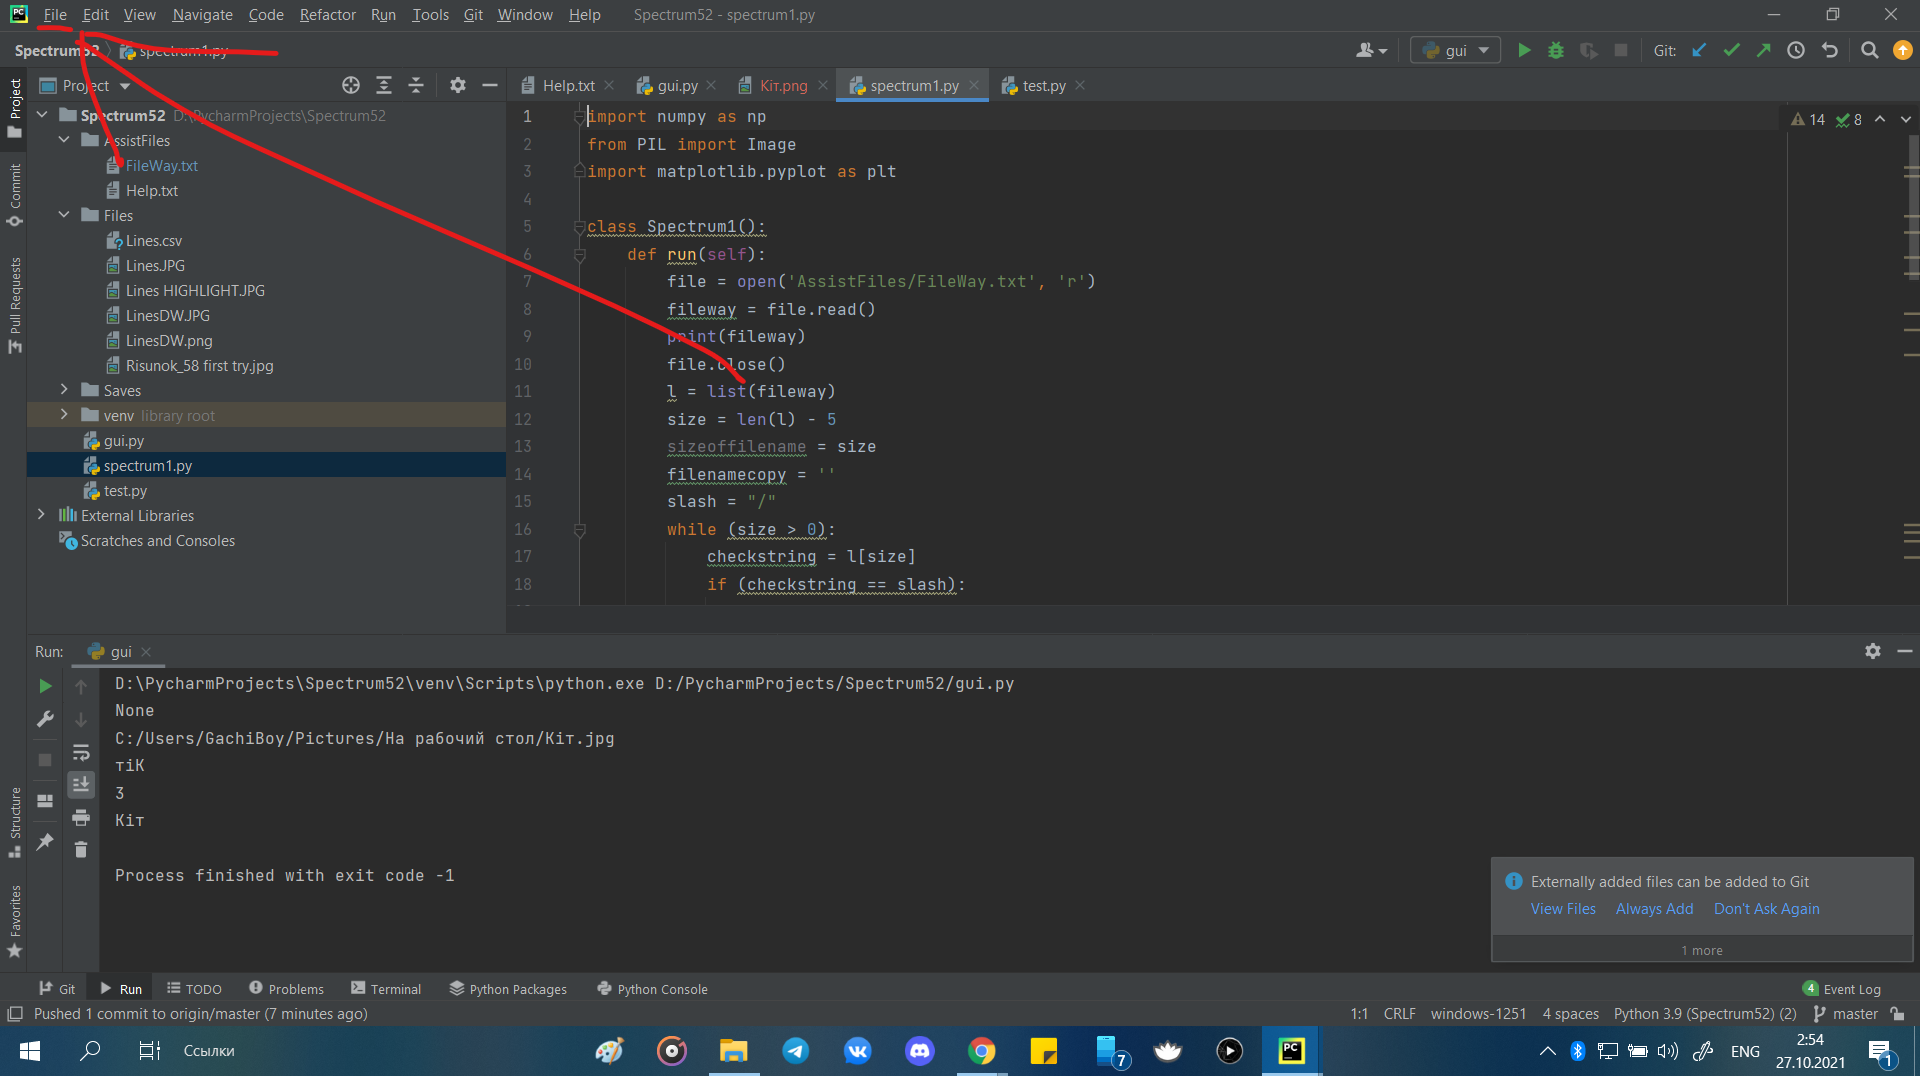 File Edit View Navigate Code Refactor Run Tools Git Window Help Spectrum52 - spectrum1.py
Spectrum52 spectrum1.py gui Git:
Project Help.txt gui.py Кіт.png spectrum1.py test.py
Project
Commit
Pull Requests
Structure
Favorites
Spectrum52 D:\PycharmProjects\Spectrum52
AssistFiles
FileWay.txt
Help.txt
Files
Lines.csv
Lines.JPG
Lines HIGHLIGHT.JPG
LinesDW.JPG
LinesDW.png
Risunok_58 first try.jpg
Saves
venv library root
gui.py
spectrum1.py
test.py
External Libraries
Scratches and Consoles
14 8
1 import numpy as np
2 from PIL import Image
3 import matplotlib.pyplot as plt
4
5 class Spectrum1():
6 def run(self):
7 file = open('AssistFiles/FileWay.txt', 'r')
8 fileway = file.read()
9 print(fileway)
10 file.close()
11 l = list(fileway)
12 size = len(l) - 5
13 sizeoffilename = size
14 filenamecopy = ''
15 slash = "/"
16 while (size > 0):
17 checkstring = l[size]
18 if (checkstring == slash):
Run: gui
D:\PycharmProjects\Spectrum52\venv\Scripts\python.exe D:/PycharmProjects/Spectrum52/gui.py
None
C:/Users/GachiBoy/Pictures/На рабочий стол/Кіт.jpg
тіК
3
Кіт
Process finished with exit code -1
Externally added files can be added to Git
View Files Always Add Don't Ask Again
1 more
Git Run TODO Problems Terminal Python Packages Python Console 4 Event Log
Pushed 1 commit to origin/master (7 minutes ago) 1:1 CRLF windows-1251 4 spaces Python 3.9 (Spectrum52) (2) master
Ссылки 7 PC ENG 2:54
27.10.2021 1